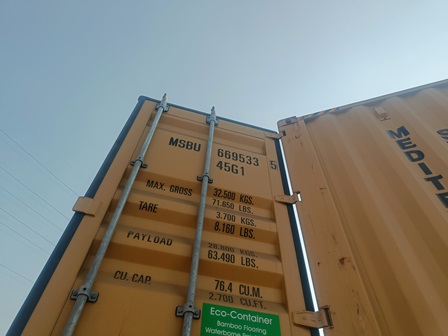 MSBU 669533 5
45G1
MAX. GROSS 32.500 KGS.
71.650 LBS.
TARE 3.700 KGS.
8.160 LBS.
PAYLOAD 28.800 KGS.
63.490 LBS.
CU. CAP. 76.4 CU.M.
2.700 CU.FT.
Eco-Container
Bamboo Flooring
Waterborne
MEDITE